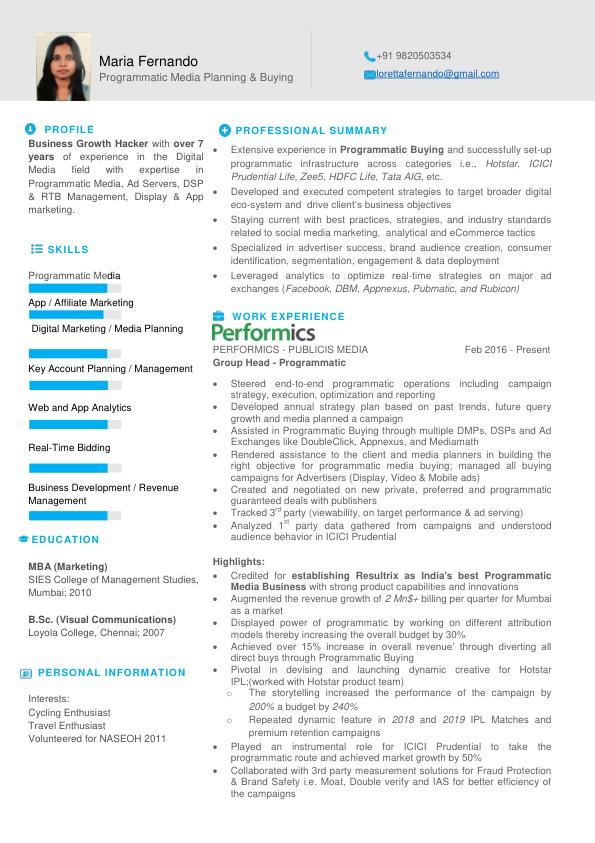 Maria Fernando
Programmatic Media Planning & Buying
+91 9820503534
lorettafernando@gmail.com
PROFILE
Business Growth Hacker with over 7
years of experience in the Digital
Media field with expertise in
Programmatic Media, Ad Servers, DSP
& RTB Management, Display & App
marketing.
SKILLS
Programmatic Media
App / Affiliate Marketing
Digital Marketing / Media Planning
Key Account Planning / Management
Web and App Analytics
Real-Time Bidding
Business Development / Revenue
Management
EDUCATION
MBA (Marketing)
SIES College of Management Studies,
Mumbai; 2010
B.Sc. (Visual Communications)
Loyola College, Chennai; 2007
PERSONAL INFORMATION
Interests:
Cycling Enthusiast
Travel Enthusiast
Volunteered for NASEOH 2011
PROFESSIONAL SUMMARY
• Extensive experience in Programmatic Buying and successfully set-up
programmatic infrastructure across categories i.e., Hotstar, ICICI
Prudential Life, Zee5, HDFC Life, Tata AIG, etc.
• Developed and executed competent strategies to target broader digital
eco-system and drive client's business objectives
• Staying current with best practices, strategies, and industry standards
related to social media marketing, analytical and eCommerce tactics
• Specialized in advertiser success, brand audience creation, consumer
identification, segmentation, engagement & data deployment
• Leveraged analytics to optimize real-time strategies on major ad
exchanges (Facebook, DBM, Appnexus, Pubmatic, and Rubicon)
WORK EXPERIENCE
Performics
PERFORMICS - PUBLICIS MEDIA Feb 2016 - Present
Group Head - Programmatic
• Steered end-to-end programmatic operations including campaign
strategy, execution, optimization and reporting
• Developed annual strategy plan based on past trends, future query
growth and media planned a campaign
• Assisted in Programmatic Buying through multiple DMPs. DSPs and Ad
Exchanges like DoubleClick, Appnexus, and Mediamath
• Rendered assistance to the client and media planners in building the
right objective for programmatic media buying; managed all buying
campaigns for Advertisers (Display, Video & Mobile ads)
• Created and negotiated on new private, preferred and programmatic
guaranteed deals with publishers
• Tracked 3rd party (viewability, on target performance & ad serving)
• Analyzed 1st party data gathered from campaigns and understood
audience behavior in ICICI Prudential
Highlights:
• Credited for establishing Resultrix as India's best Programmatic
Media Business with strong product capabilities and innovations
• Augmented the revenue growth of 2 Mn$+ billing per quarter for Mumbai
as a market
• Displayed power of programmatic by working on different attribution
models thereby increasing the overall budget by 30%
• Achieved over 15% increase in overall revenue' through diverting all
direct buys through Programmatic Buying
• Pivotal in devising and launching dynamic creative for Hotstar
IPL;(worked with Hotstar product team)
o The storytelling increased the performance of the campaign by
200% a budget by 240%
o Repeated dynamic feature in 2018 and 2019 IPL Matches and
premium retention campaigns
• Played an instrumental role for ICICI Prudential to take the
programmatic route and achieved market growth by 50%
• Collaborated with 3rd party measurement solutions for Fraud Protection
& Brand Safety i.e. Moat, Double verify and IAS for better efficiency of
the campaigns